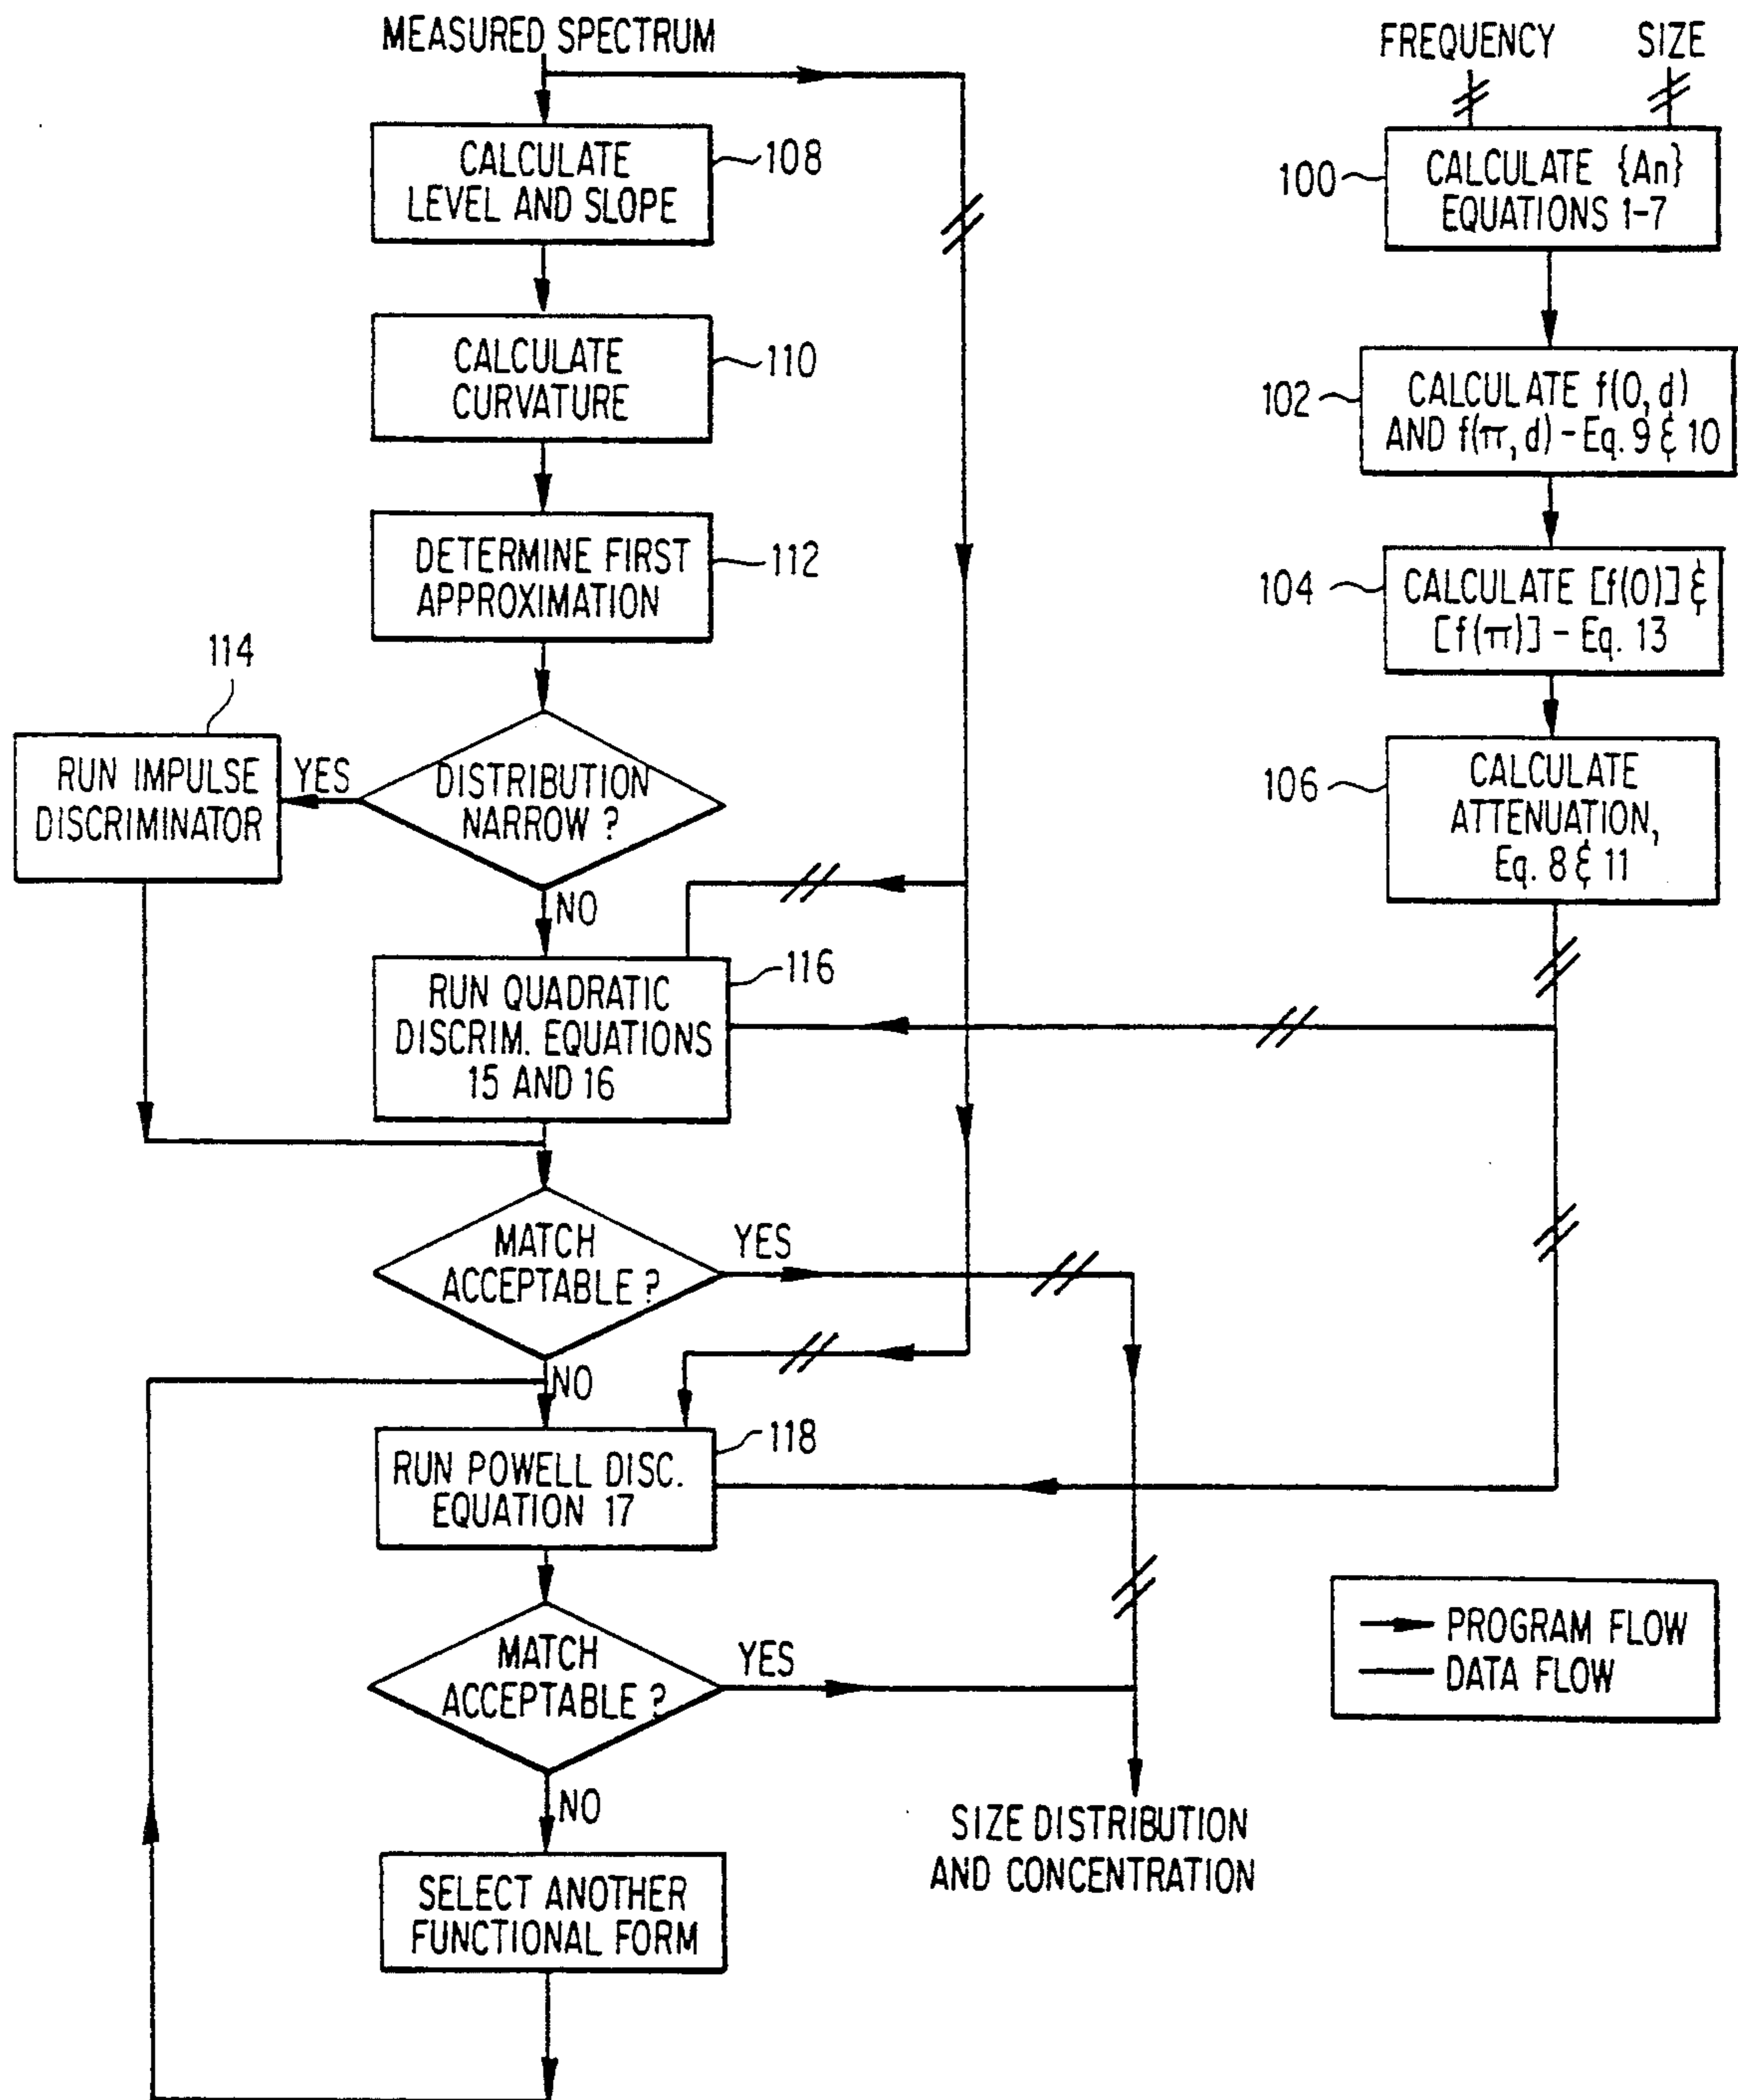 MEASURED SPECTRUM
FREQUENCY
SIZE
CALCULATE
LEVEL AND SLOPE
108
100
CALCULATE {An}
EQUATIONS 1-7
CALCULATE
CURVATURE
110
102
CALCULATE f(0, d)
AND f(π, d) - Eq. 9 & 10
DETERMINE FIRST
APPROXIMATION
112
104
CALCULATE [f(0)] &
[f(π)] - Eq. 13
114
RUN IMPULSE
DISCRIMINATOR
YES
DISTRIBUTION
NARROW ?
NO
106
CALCULATE
ATTENUATION,
Eq. 8 & 11
RUN QUADRATIC
DISCRIM. EQUATIONS
15 AND 16
116
MATCH
ACCEPTABLE ?
YES
NO
RUN POWELL DISC.
EQUATION 17
118
MATCH
ACCEPTABLE ?
YES
NO
PROGRAM FLOW
DATA FLOW
SIZE DISTRIBUTION
AND CONCENTRATION
SELECT ANOTHER
FUNCTIONAL FORM